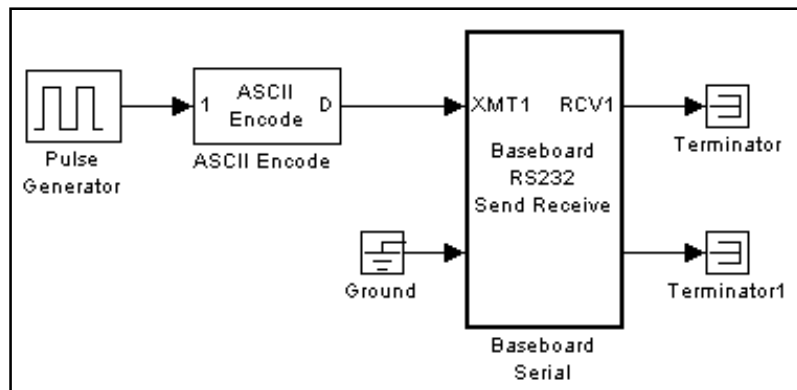 Pulse
Generator
1
ASCII
Encode
D
ASCII Encode
Ground
XMT1
RCV1
Baseboard
RS232
Send Receive
Baseboard
Serial
Terminator
Terminator1